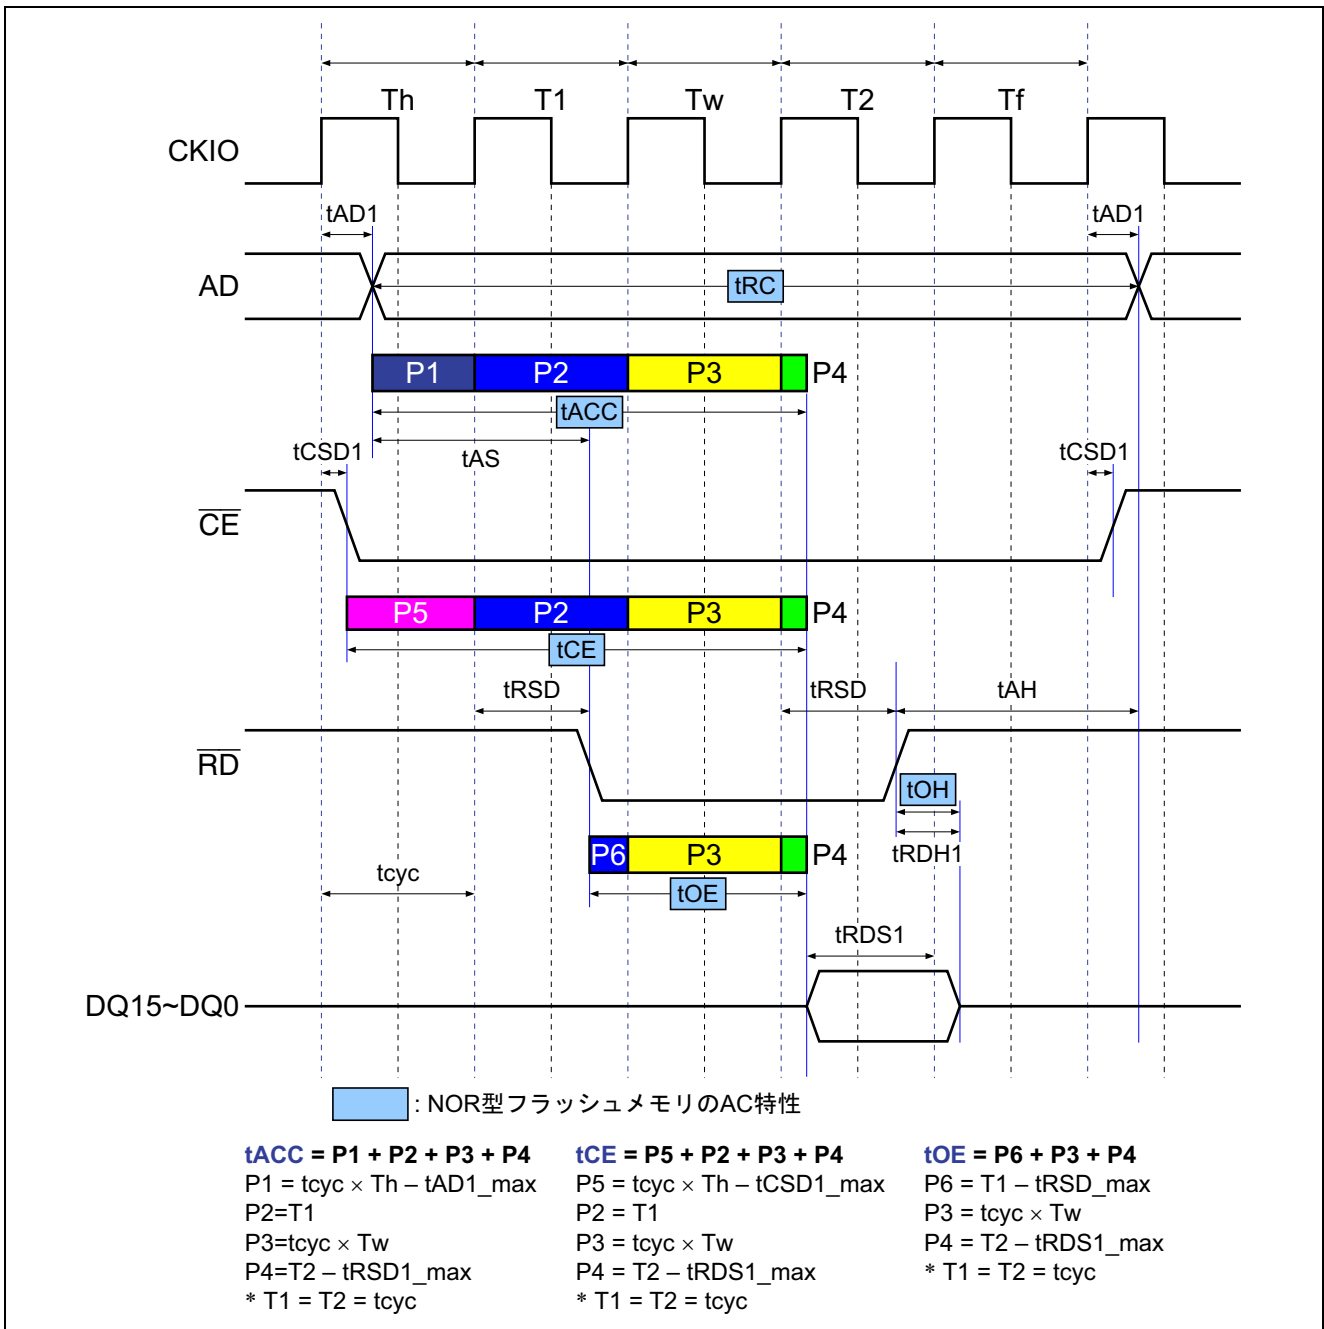 Th T1 Tw T2 Tf
CKIO
tAD1 tAD1
AD
tRC
P1 P2 P3 P4
tACC
tAS
tCSD1 tCSD1
CE
P5 P2 P3 P4
tCE
tRSD tRSD tAH
RD
tOH
tRDH1
P6 P3 P4
tcyc
tOE
tRDS1
DQ15~DQ0
: NOR型フラッシュメモリのAC特性
tACC = P1 + P2 + P3 + P4
P1 = tcyc × Th – tAD1_max
P2=T1
P3=tcyc × Tw
P4=T2 – tRSD1_max
* T1 = T2 = tcyc
tCE = P5 + P2 + P3 + P4
P5 = tcyc × Th – tCSD1_max
P2 = T1
P3 = tcyc × Tw
P4 = T2 – tRDS1_max
* T1 = T2 = tcyc
tOE = P6 + P3 + P4
P6 = T1 – tRSD_max
P3 = tcyc × Tw
P4 = T2 – tRDS1_max
* T1 = T2 = tcyc